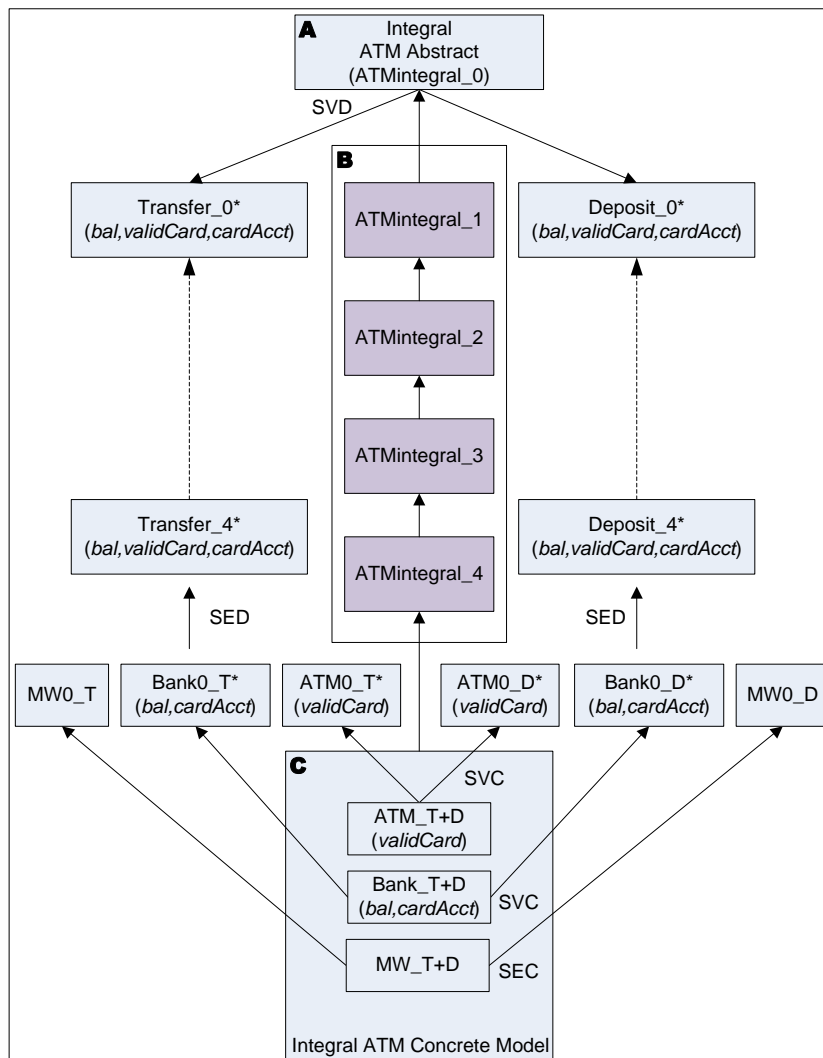 A
Integral
ATM Abstract
(ATMintegral_0)
SVD
B
Transfer_0*
(bal,validCard,cardAcct)
ATMintegral_1
Deposit_0*
(bal,validCard,cardAcct)
ATMintegral_2
ATMintegral_3
Transfer_4*
(bal,validCard,cardAcct)
ATMintegral_4
Deposit_4*
(bal,validCard,cardAcct)
SED
SED
MW0_T
Bank0_T*
(bal,cardAcct)
ATM0_T*
(validCard)
ATM0_D*
(validCard)
Bank0_D*
(bal,cardAcct)
MW0_D
C
SVC
ATM_T+D
(validCard)
Bank_T+D
(bal,cardAcct)
SVC
MW_T+D
SEC
Integral ATM Concrete Model